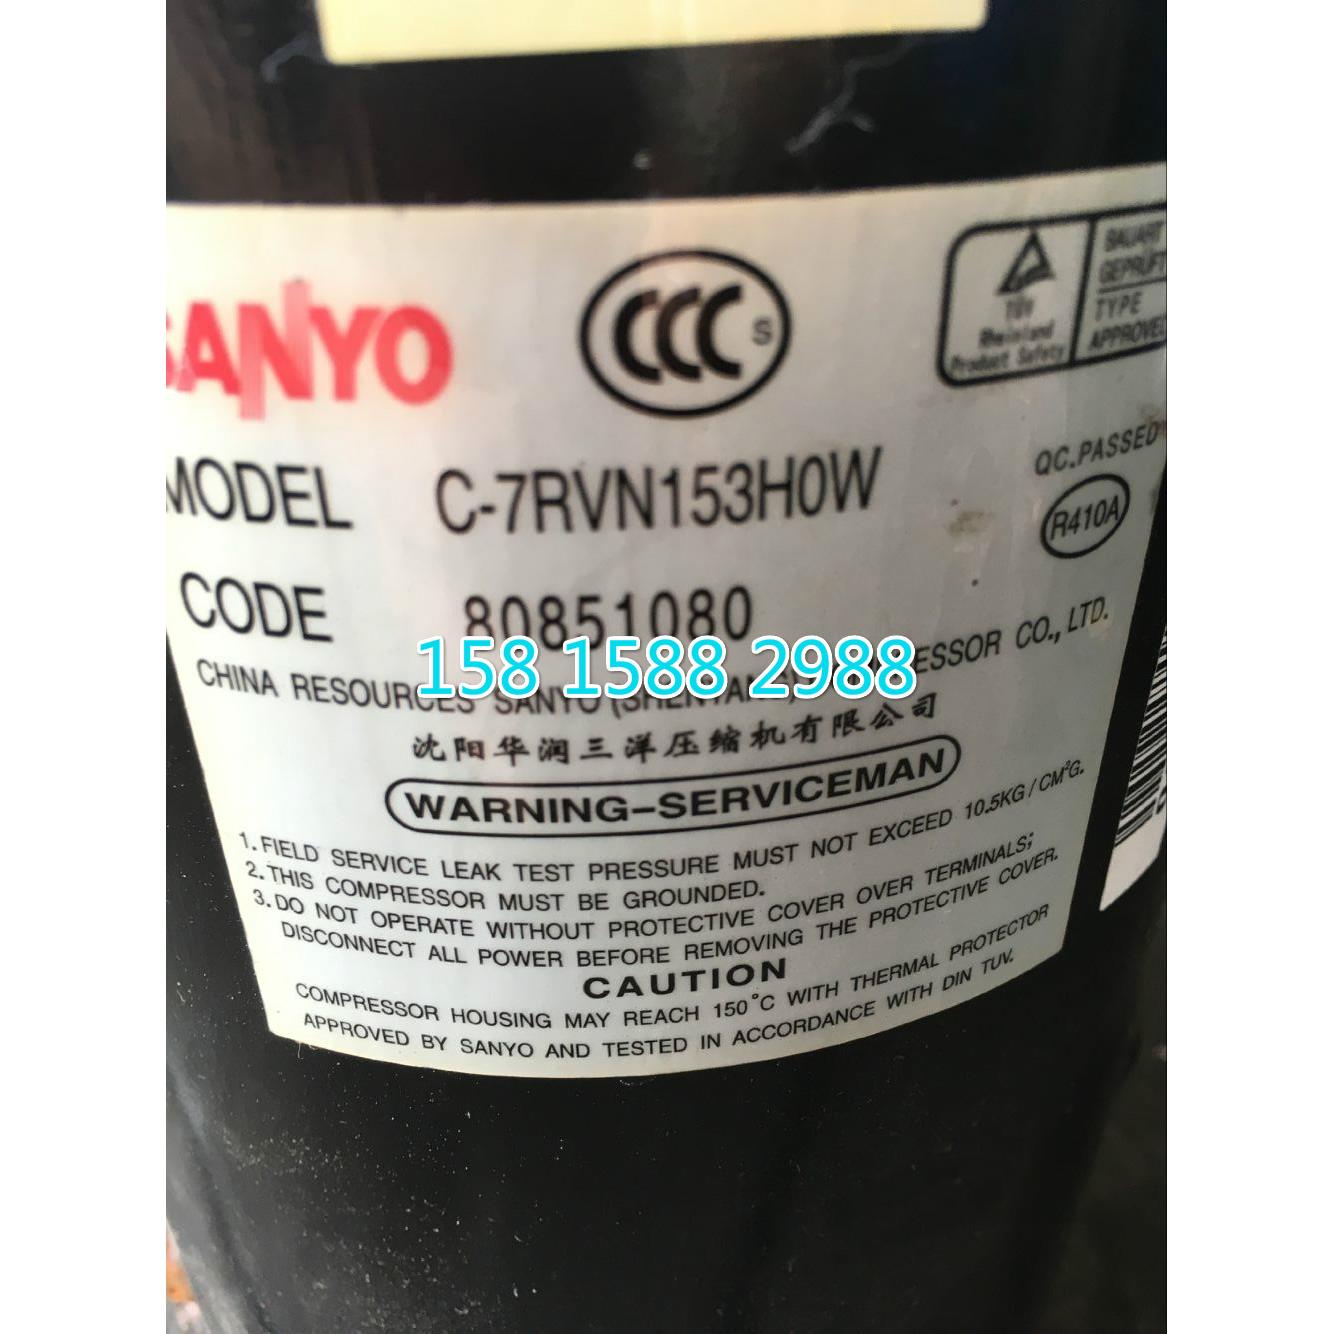 SANYO
CCC S
TÜV
Rheinland
Product Safety
BAUART
GEPRÜFT
TYPE
APPROVED
MODEL C-7RVN153H0W
QC.PASSED
R410A
CODE 80851080
158 1588 2988
CHINA RESOURCES SANYO (SHENYANG) COMPRESSOR CO., LTD.
沈阳华润三洋压缩机有限公司
WARNING-SERVICEMAN
1. FIELD SERVICE LEAK TEST PRESSURE MUST NOT EXCEED 10.5KG/CM²G.
2. THIS COMPRESSOR MUST BE GROUNDED.
3. DO NOT OPERATE WITHOUT PROTECTIVE COVER OVER TERMINALS;
DISCONNECT ALL POWER BEFORE REMOVING THE PROTECTIVE COVER.
CAUTION
COMPRESSOR HOUSING MAY REACH 150°C WITH THERMAL PROTECTOR
APPROVED BY SANYO AND TESTED IN ACCORDANCE WITH DIN TUV.